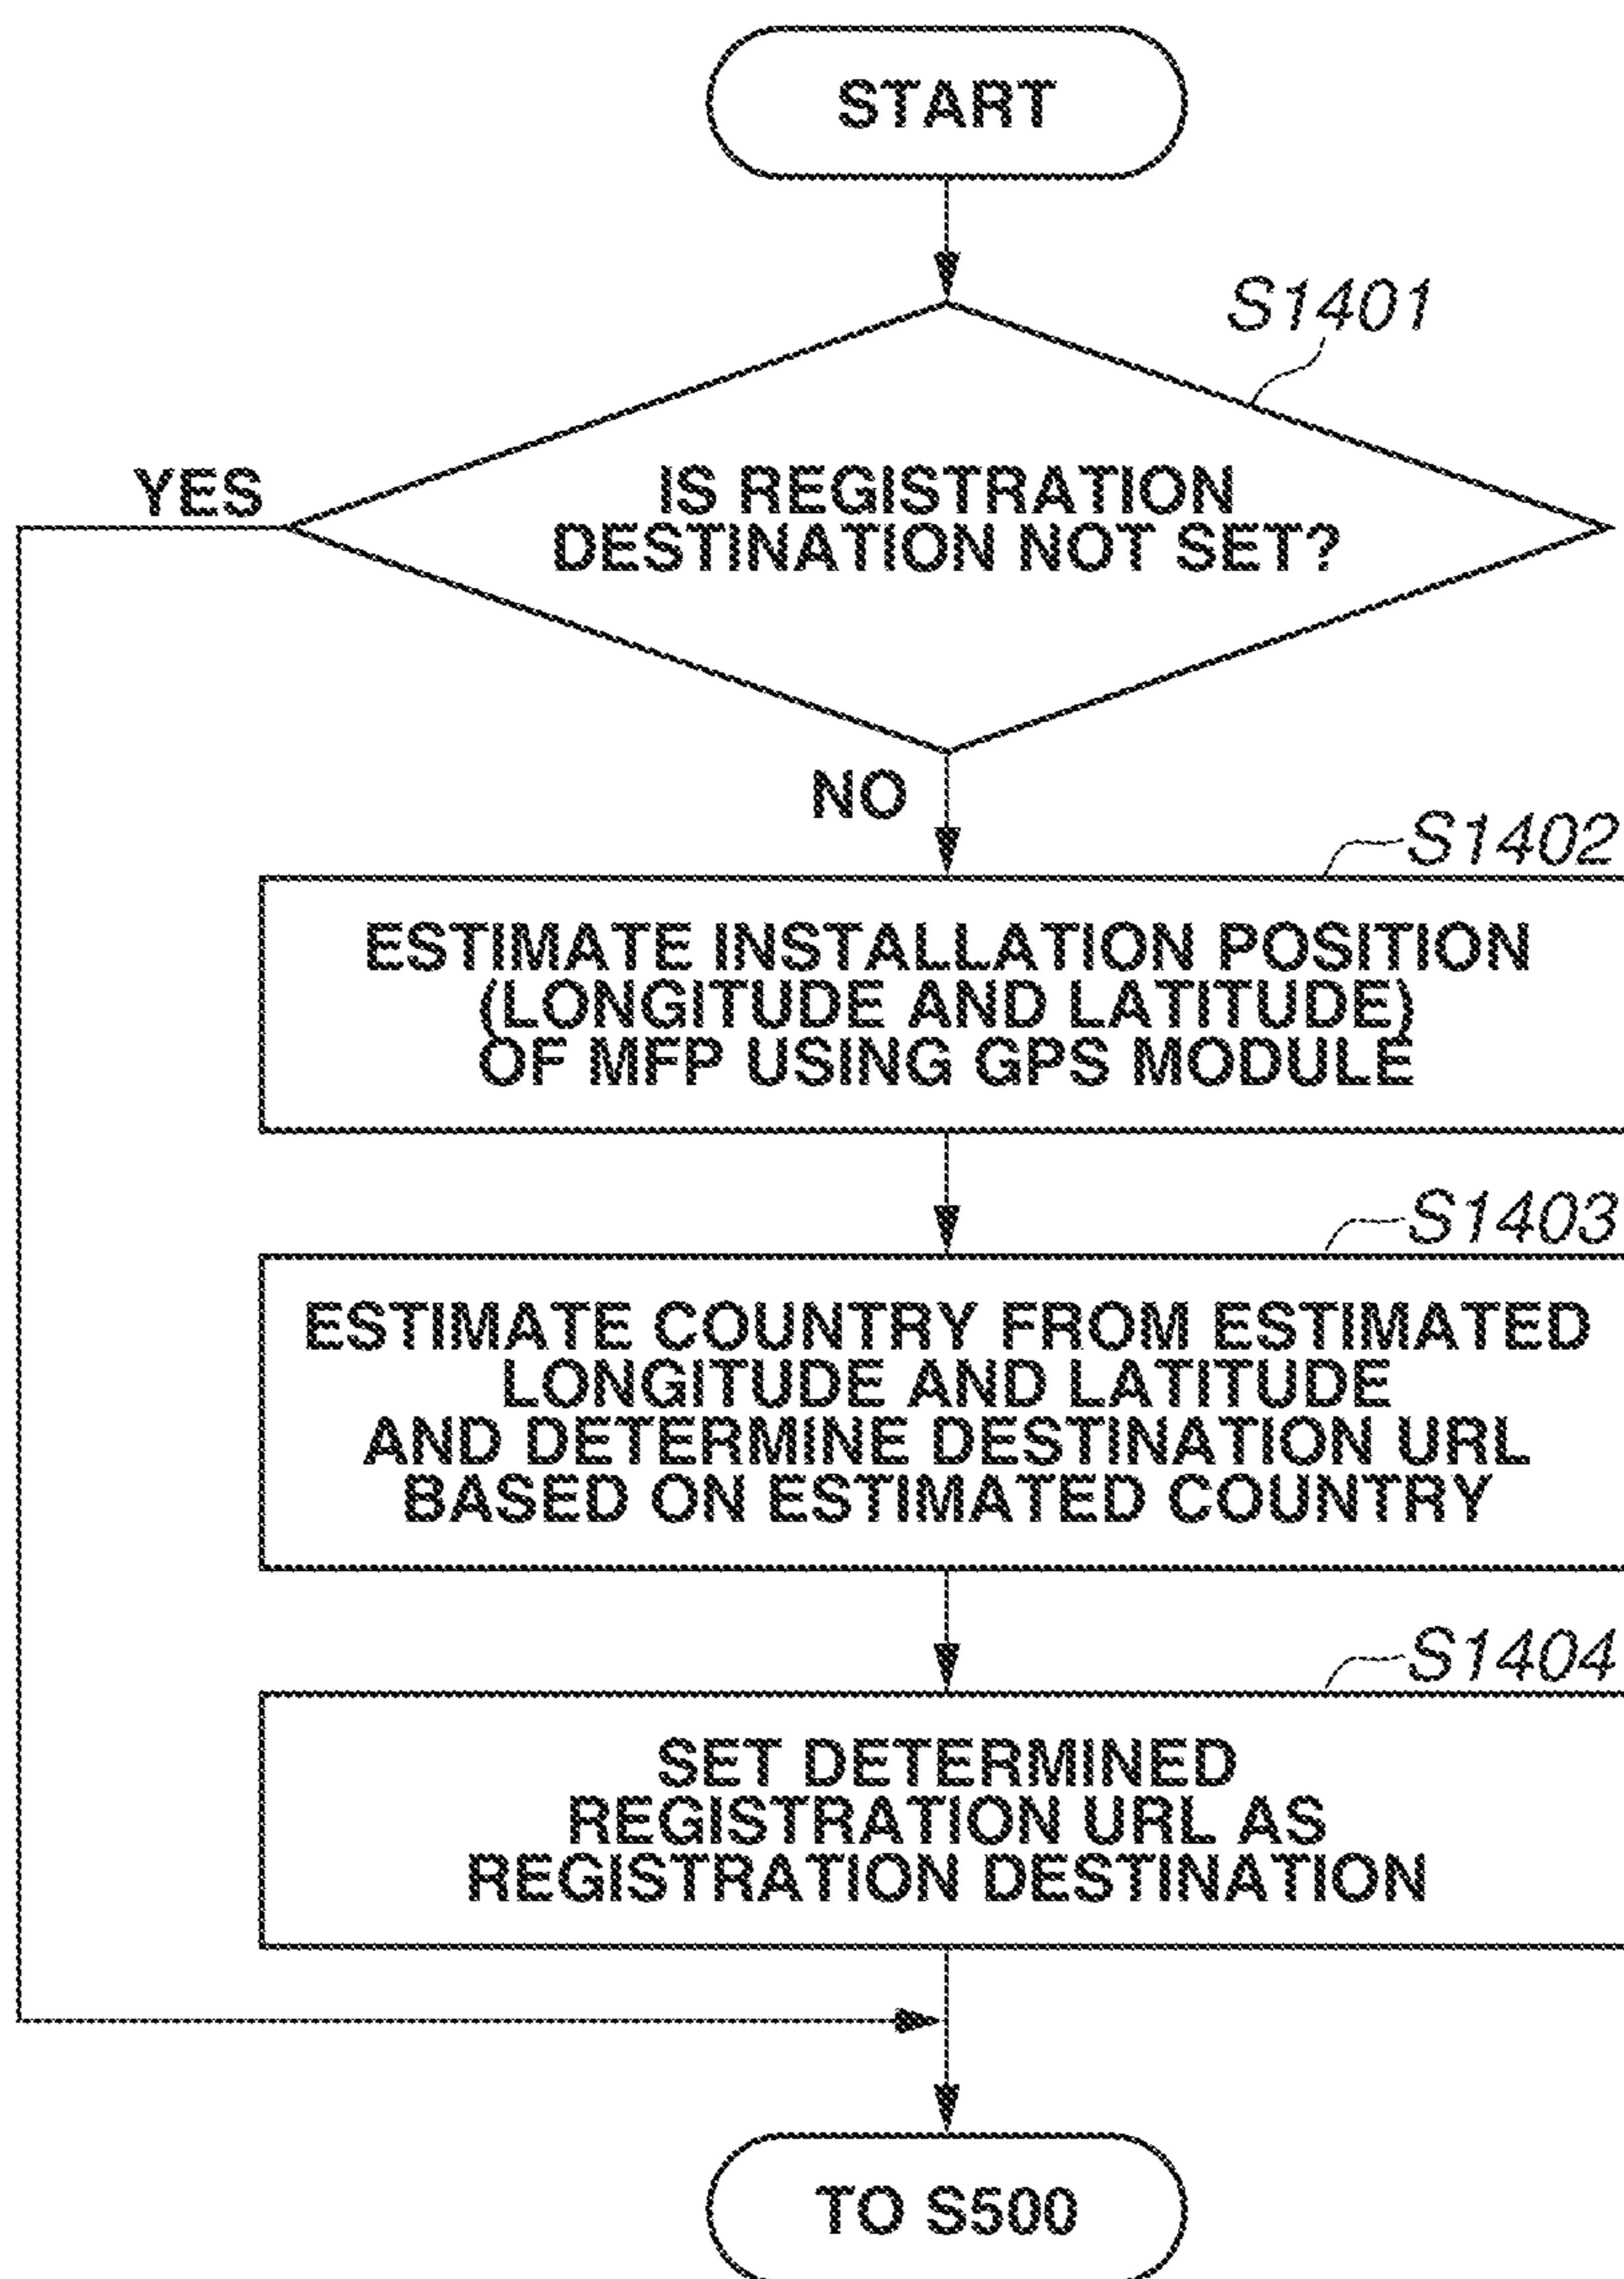 START
S1401
YES
IS REGISTRATION
DESTINATION NOT SET?
NO
S1402
ESTIMATE INSTALLATION POSITION
(LONGITUDE AND LATITUDE)
OF MFP USING GPS MODULE
S1403
ESTIMATE COUNTRY FROM ESTIMATED
LONGITUDE AND LATITUDE
AND DETERMINE DESTINATION URL
BASED ON ESTIMATED COUNTRY
S1404
SET DETERMINED
REGISTRATION URL AS
REGISTRATION DESTINATION
TO S500